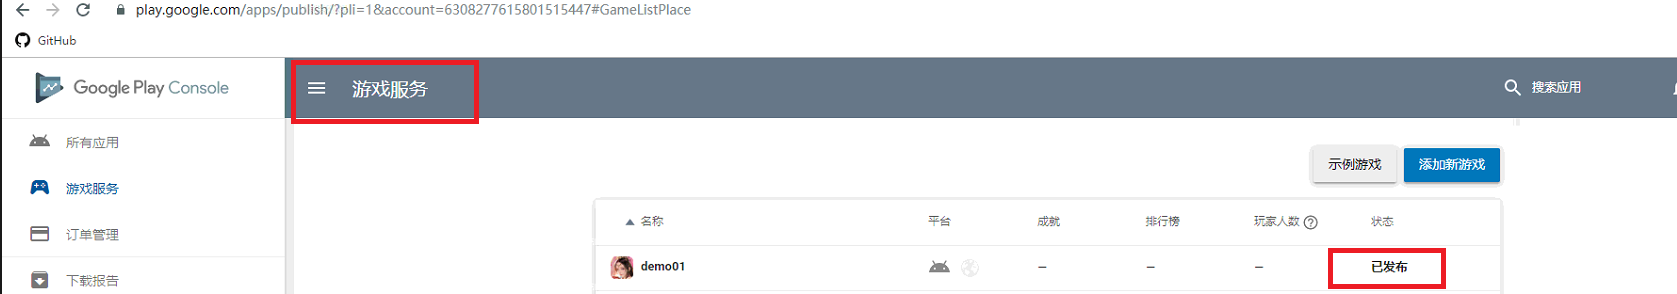 play.google.com/apps/publish/?pli=1&account=6308277615801515447#GameListPlace
GitHub
Google Play Console
游戏服务
搜索应用
所有应用
游戏服务
订单管理
下载报告
示例游戏
添加新游戏
名称 平台 成就 排行榜 玩家人数 ? 状态
demo01 – – – 已发布